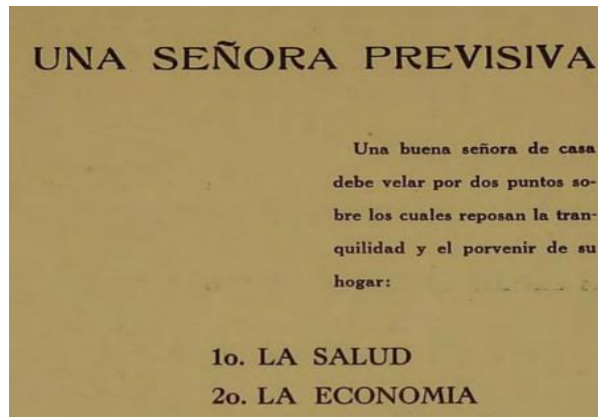 UNA SEÑORA PREVISIVA
Una buena señora de casa
debe velar por dos puntos so-
bre los cuales reposan la tran-
quilidad y el porvenir de su
hogar:
1o. LA SALUD
2o. LA ECONOMIA